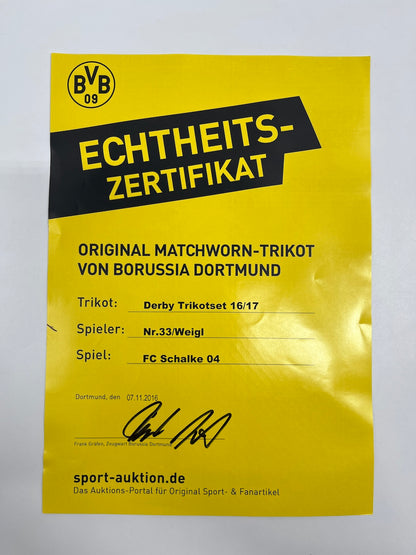 BVB
09
ECHTHEITS-
ZERTIFIKAT
ORIGINAL MATCHWORN-TRIKOT
VON BORUSSIA DORTMUND
Trikot: Derby Trikotset 16/17
Spieler: Nr.33/Weigl
Spiel: FC Schalke 04
Dortmund, den 07.11.2016
Frank Gräfen, Zeugwart Borussia Dortmund
sport-auktion.de
Das Auktions-Portal für Original Sport- & Fanartikel